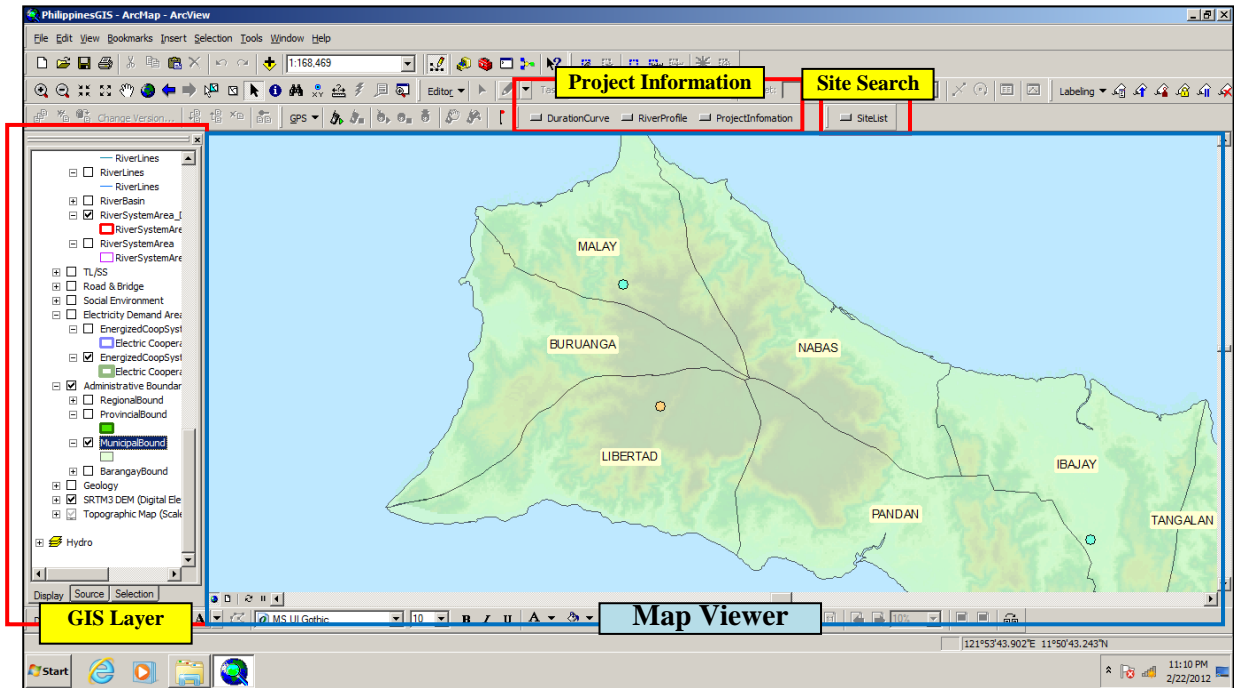 PhilippinesGIS - ArcMap - ArcView
File Edit View Bookmarks Insert Selection Tools Window Help
1:168,469
Project Information
Site Search
Editor
Labeling
Change Version...
GPS
DurationCurve RiverProfile ProjectInfomation
SiteList
RiverLines
RiverLines
RiverLines
RiverBasin
RiverSystemArea_D
RiverSystemAre
RiverSystemArea
RiverSystemAre
TL/SS
Road & Bridge
Social Environment
Electricity Demand Area
EnergizedCoopSyst
Electric Coopera
EnergizedCoopSyst
Electric Coopera
Administrative Boundar
RegionalBound
ProvincialBound
MunicipalBound
BarangayBound
Geology
SRTM3 DEM (Digital Ele
Topographic Map (Scale
Hydro
Display Source Selection
MALAY
BURUANGA
NABAS
LIBERTAD
IBAJAY
PANDAN
TANGALAN
GIS Layer
Map Viewer
A MS UI Gothic 10 B I U A 10%
121°53'43.902"E 11°50'43.243"N
Start
11:10 PM
2/22/2012